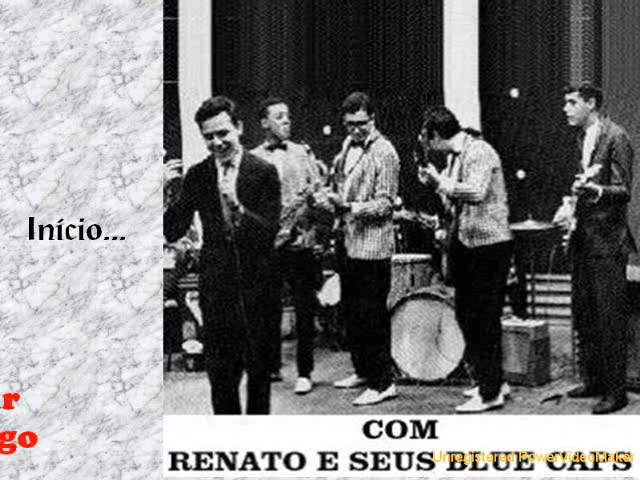 Início...
COM
RENATO E SEUS BLUE CAPS
Unregistered PowerVideoMaker